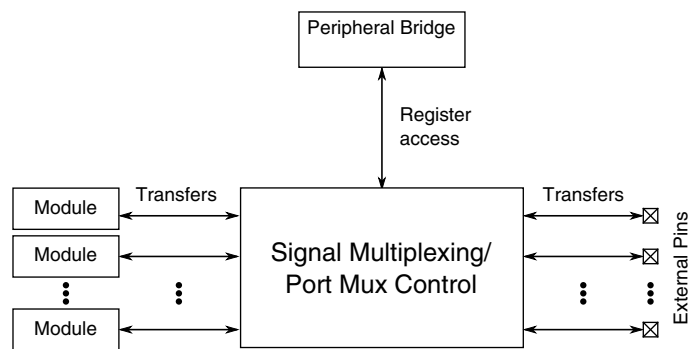 Peripheral Bridge
Register
access
Transfers
Transfers
Module
Module
Module
Signal Multiplexing/
Port Mux Control
External Pins